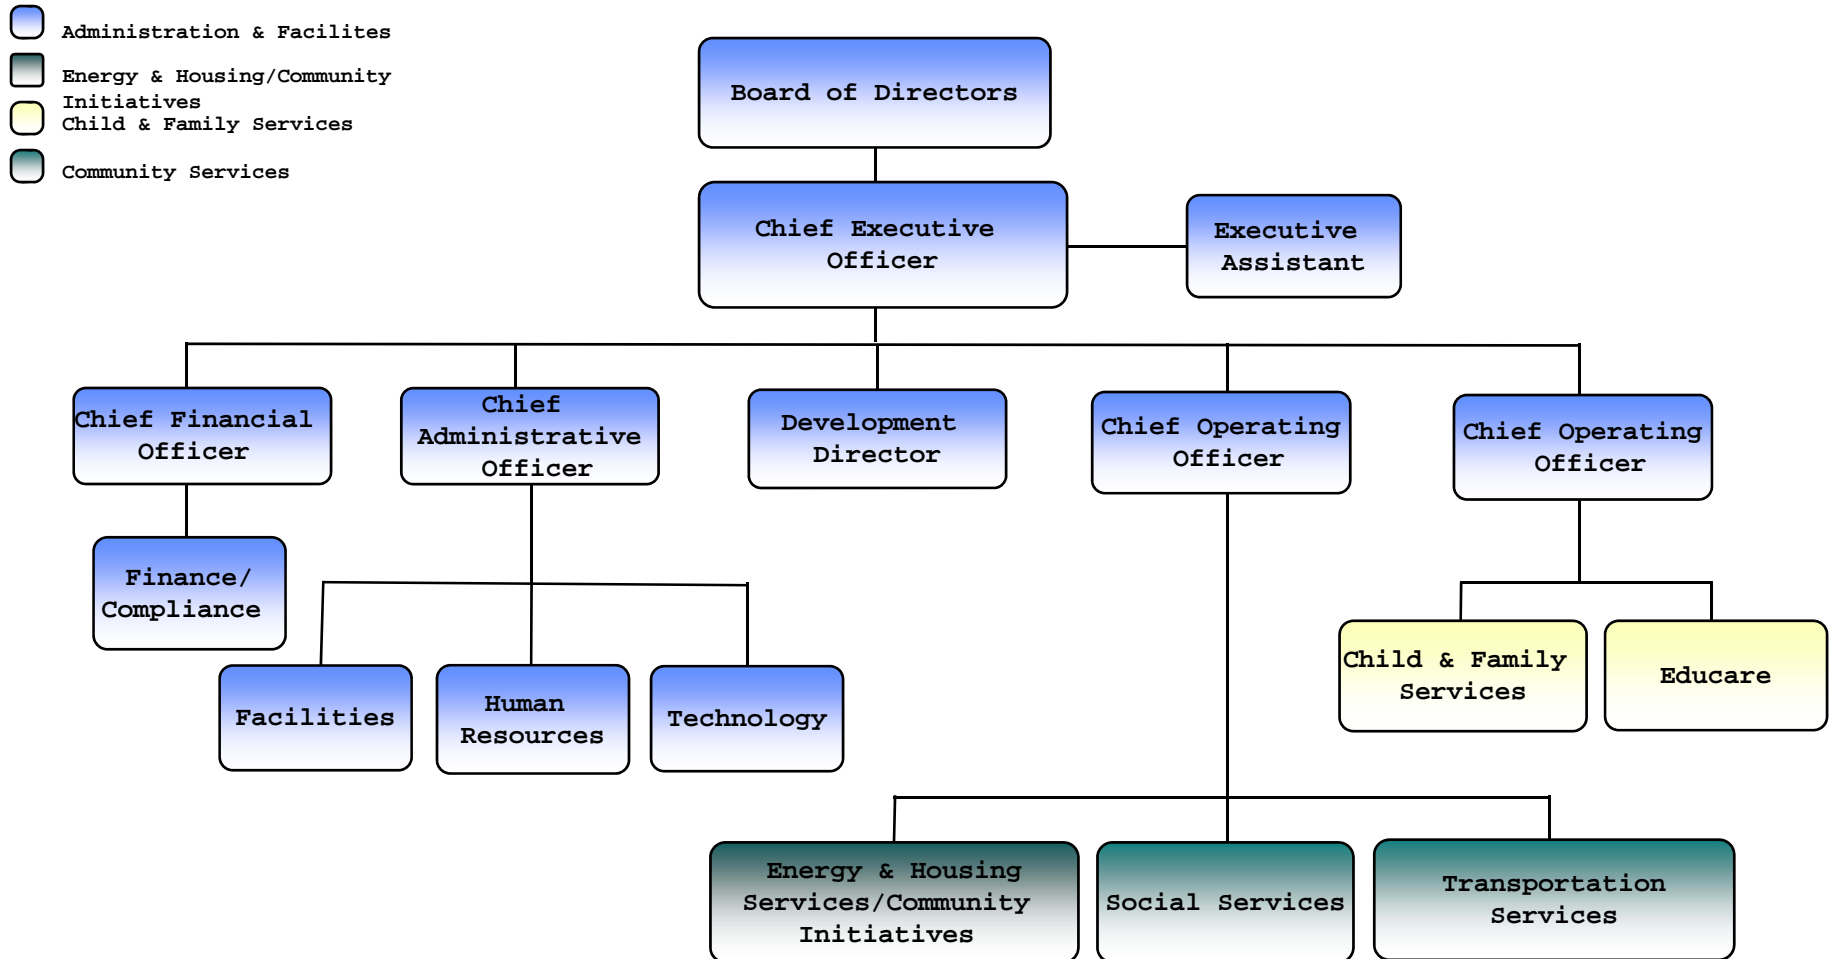 Administration & Facilites
Energy & Housing/Community
Initiatives
Child & Family Services
Community Services
Board of Directors
Chief Executive
Officer
Executive
Assistant
Chief Financial
Officer
Chief
Administrative
Officer
Development
Director
Chief Operating
Officer
Chief Operating
Officer
Finance/
Compliance
Facilities
Human
Resources
Technology
Child & Family
Services
Educare
Energy & Housing
Services/Community
Initiatives
Social Services
Transportation
Services